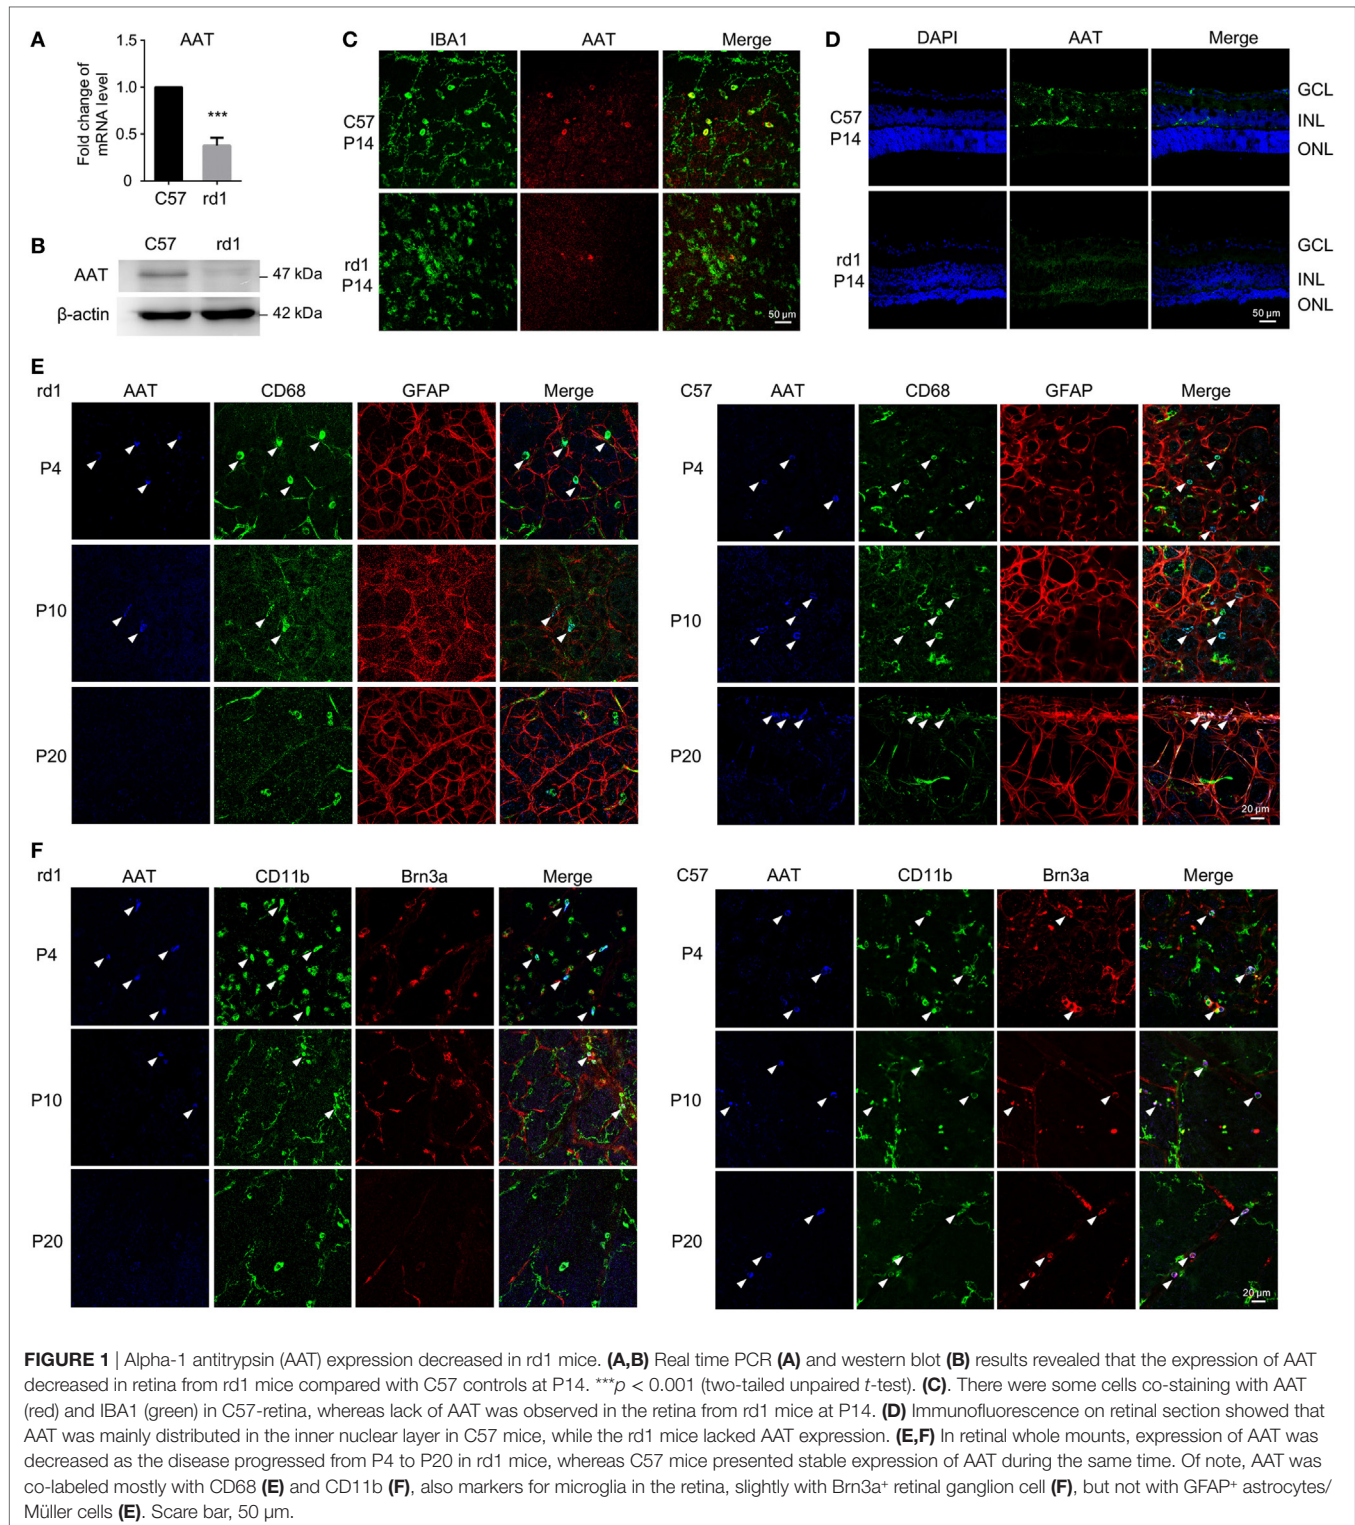 A
AAT
Fold change of
mRNA level
1.5
1.0
0.5
0
***
C57
rd1
B
C57 rd1
AAT
47 kDa
β-actin
42 kDa
C
IBA1 AAT Merge
C57
P14
rd1
P14
50 µm
D
DAPI AAT Merge
C57
P14
GCL
INL
ONL
rd1
P14
GCL
INL
ONL
50 µm
E
rd1 AAT CD68 GFAP Merge
P4
P10
P20
C57 AAT CD68 GFAP Merge
P4
P10
P20
20 µm
F
rd1 AAT CD11b Brn3a Merge
P4
P10
P20
C57 AAT CD11b Brn3a Merge
P4
P10
P20
20 µm
FIGURE 1 | Alpha-1 antitrypsin (AAT) expression decreased in rd1 mice. (A,B) Real time PCR (A) and western blot (B) results revealed that the expression of AAT
decreased in retina from rd1 mice compared with C57 controls at P14. ***p < 0.001 (two-tailed unpaired t-test). (C). There were some cells co-staining with AAT
(red) and IBA1 (green) in C57-retina, whereas lack of AAT was observed in the retina from rd1 mice at P14. (D) Immunofluorescence on retinal section showed that
AAT was mainly distributed in the inner nuclear layer in C57 mice, while the rd1 mice lacked AAT expression. (E,F) In retinal whole mounts, expression of AAT was
decreased as the disease progressed from P4 to P20 in rd1 mice, whereas C57 mice presented stable expression of AAT during the same time. Of note, AAT was
co-labeled mostly with CD68 (E) and CD11b (F), also markers for microglia in the retina, slightly with Brn3a+ retinal ganglion cell (F), but not with GFAP+ astrocytes/
Müller cells (E). Scare bar, 50 µm.